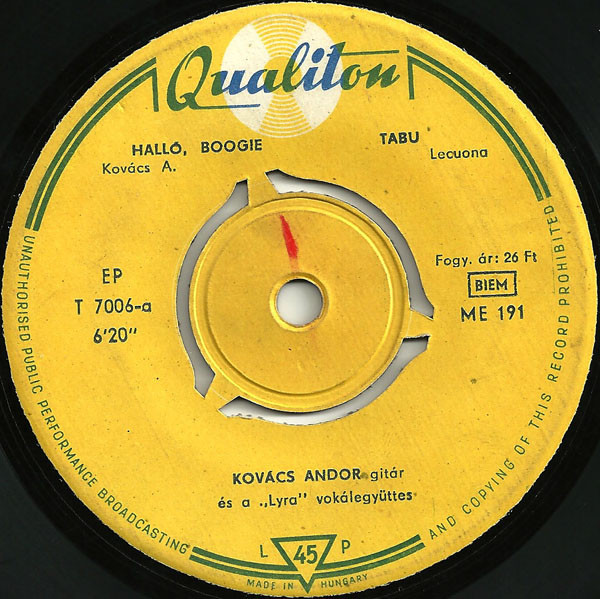 Qualiton
HALLÓ, BOOGIE
Kovács A.
TABU
Lecuona
EP
T 7006-a
6'20"
Fogy. ár: 26 Ft
BIEM
ME 191
KOVÁCS ANDOR gitár
és a „Lyra" vokálegyüttes
L 45 P
MADE IN HUNGARY
UNAUTHORISED PUBLIC PERFORMANCE BROADCASTING
AND COPYING OF THIS RECORD PROHIBITED